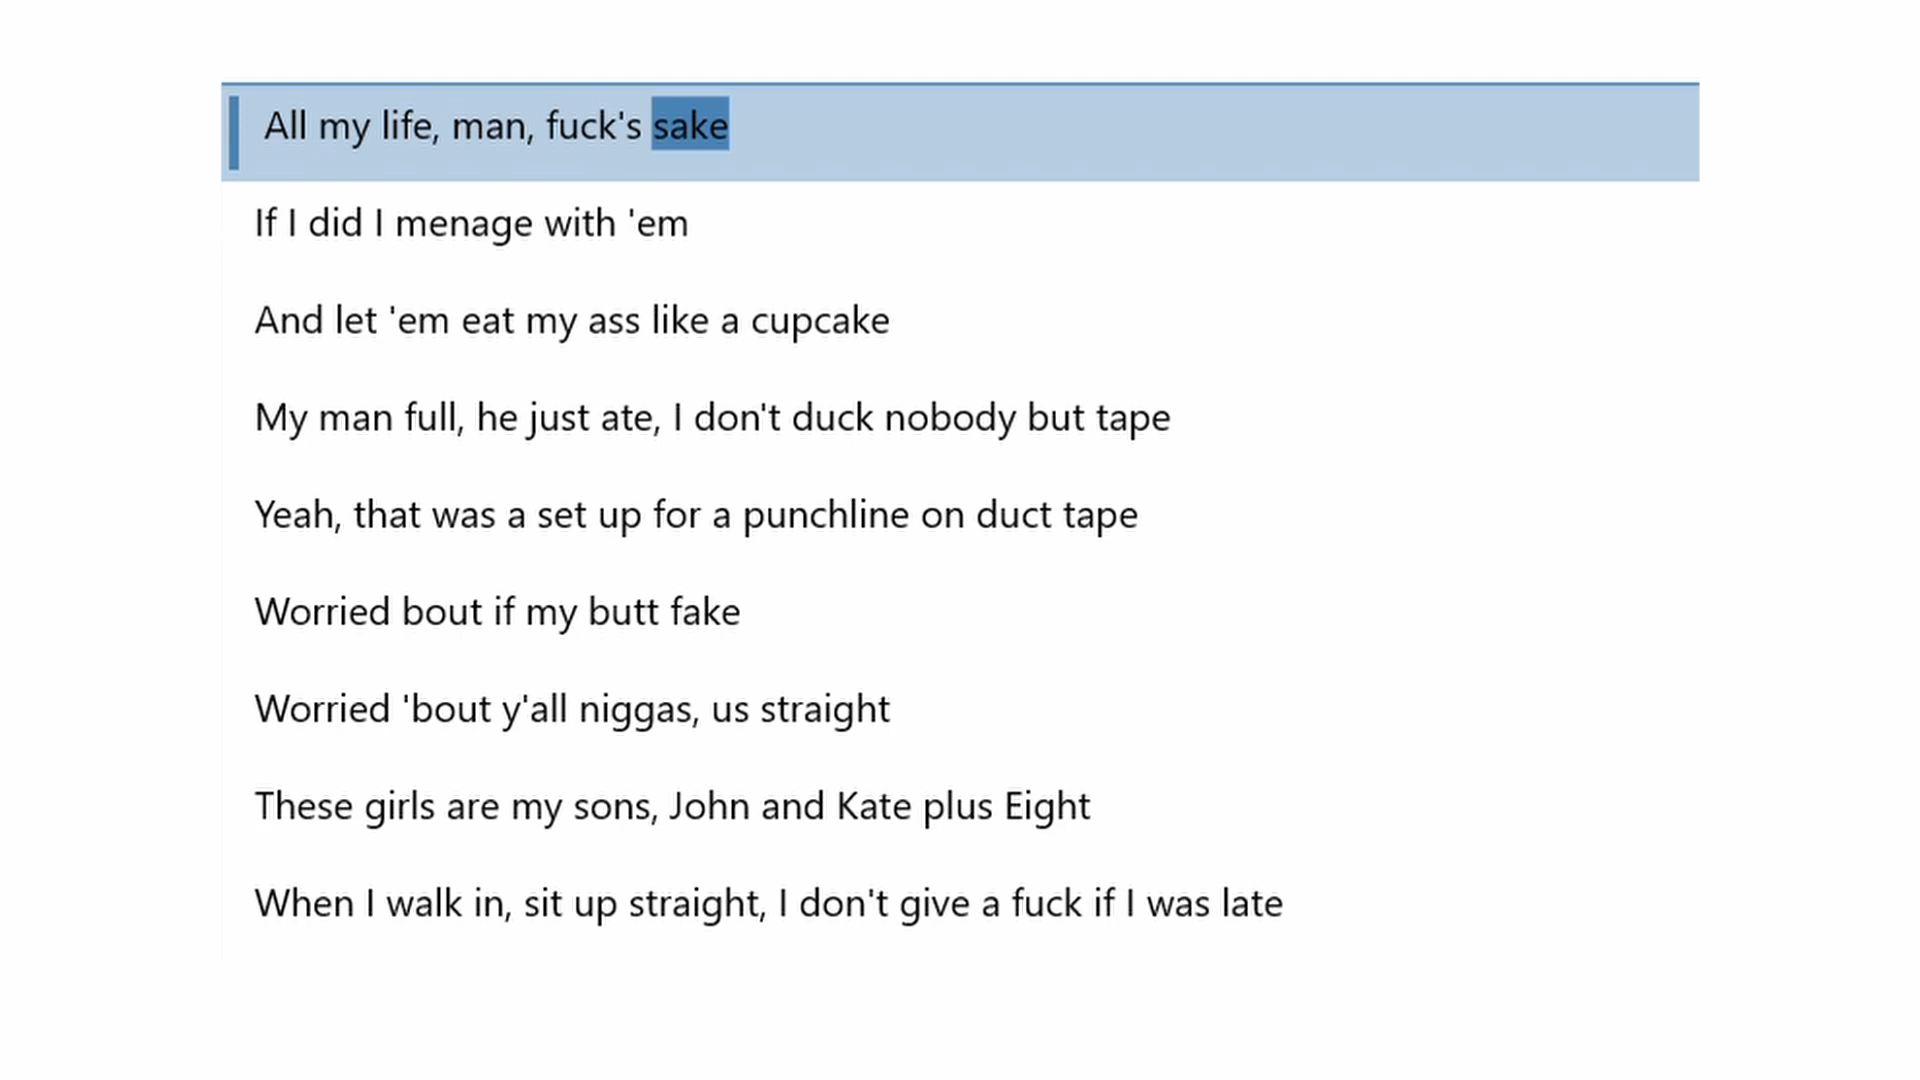 All my life, man, fuck's sake
If I did I menage with 'em
And let 'em eat my ass like a cupcake
My man full, he just ate, I don't duck nobody but tape
Yeah, that was a set up for a punchline on duct tape
Worried bout if my butt fake
Worried 'bout y'all niggas, us straight
These girls are my sons, John and Kate plus Eight
When I walk in, sit up straight, I don't give a fuck if I was late